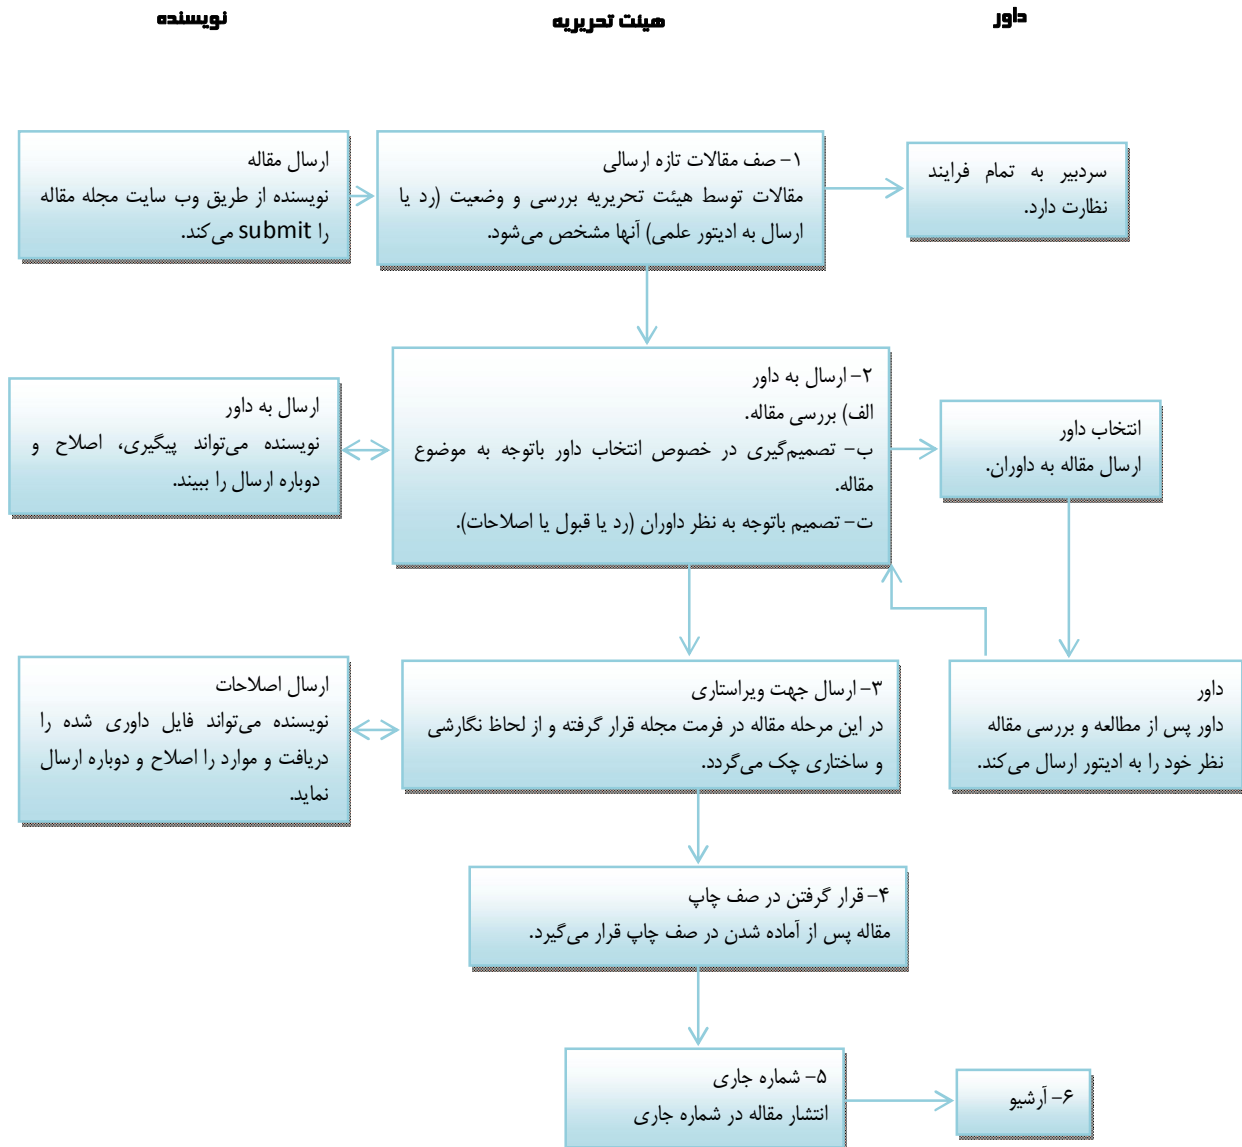 داور
هیئت تحریریه
نویسنده
سردبیر به تمام فرایند
نظارت دارد.
۱- صف مقالات تازه ارسالی
مقالات توسط هیئت تحریریه بررسی و وضعیت (رد یا
ارسال به ادیتور علمی) آنها مشخص می‌شود.
ارسال مقاله
نویسنده از طریق وب سایت مجله مقاله
را submit می‌کند.
انتخاب داور
ارسال مقاله به داوران.
۲- ارسال به داور
الف) بررسی مقاله.
ب- تصمیم‌گیری در خصوص انتخاب داور باتوجه به موضوع
مقاله.
ت- تصمیم باتوجه به نظر داوران (رد یا قبول یا اصلاحات).
ارسال به داور
نویسنده می‌تواند پیگیری، اصلاح و
دوباره ارسال را ببیند.
داور
داور پس از مطالعه و بررسی مقاله
نظر خود را به ادیتور ارسال می‌کند.
۳- ارسال جهت ویراستاری
در این مرحله مقاله در فرمت مجله قرار گرفته و از لحاظ نگارشی
و ساختاری چک می‌گردد.
ارسال اصلاحات
نویسنده می‌تواند فایل داوری شده را
دریافت و موارد را اصلاح و دوباره ارسال
نماید.
۴- قرار گرفتن در صف چاپ
مقاله پس از آماده شدن در صف چاپ قرار می‌گیرد.
۵- شماره جاری
انتشار مقاله در شماره جاری
۶- آرشیو